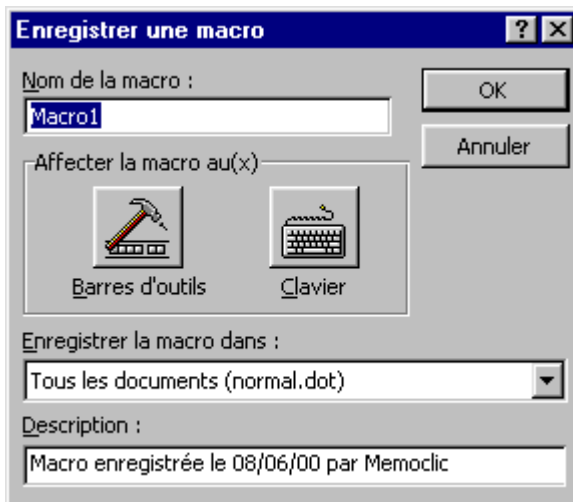 Enregistrer une macro
Nom de la macro :
Macro1
OK
Annuler
Affecter la macro au(x)
Barres d'outils
Clavier
Enregistrer la macro dans :
Tous les documents (normal.dot)
Description :
Macro enregistrée le 08/06/00 par Memoclic